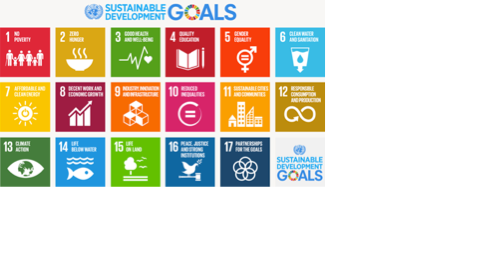 SUSTAINABLE
DEVELOPMENT
GOALS
1 NO
POVERTY
2 ZERO
HUNGER
3 GOOD HEALTH
AND WELL-BEING
4 QUALITY
EDUCATION
5 GENDER
EQUALITY
6 CLEAN WATER
AND SANITATION
7 AFFORDABLE AND
CLEAN ENERGY
8 DECENT WORK AND
ECONOMIC GROWTH
9 INDUSTRY, INNOVATION
AND INFRASTRUCTURE
10 REDUCED
INEQUALITIES
11 SUSTAINABLE CITIES
AND COMMUNITIES
12 RESPONSIBLE
CONSUMPTION
AND PRODUCTION
13 CLIMATE
ACTION
14 LIFE
BELOW WATER
15 LIFE
ON LAND
16 PEACE, JUSTICE
AND STRONG
INSTITUTIONS
17 PARTNERSHIPS
FOR THE GOALS
SUSTAINABLE
DEVELOPMENT
GOALS